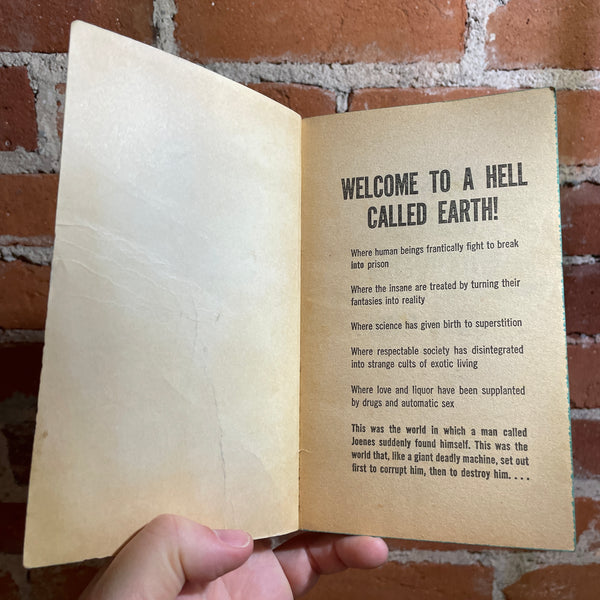 WELCOME TO A HELL
CALLED EARTH!
Where human beings frantically fight to break
into prison
Where the insane are treated by turning their
fantasies into reality
Where science has given birth to superstition
Where respectable society has disintegrated
into strange cults of exotic living
Where love and liquor have been supplanted
by drugs and automatic sex
This was the world in which a man called
Joenes suddenly found himself. This was the
world that, like a giant deadly machine, set out
first to corrupt him, then to destroy him. . . .